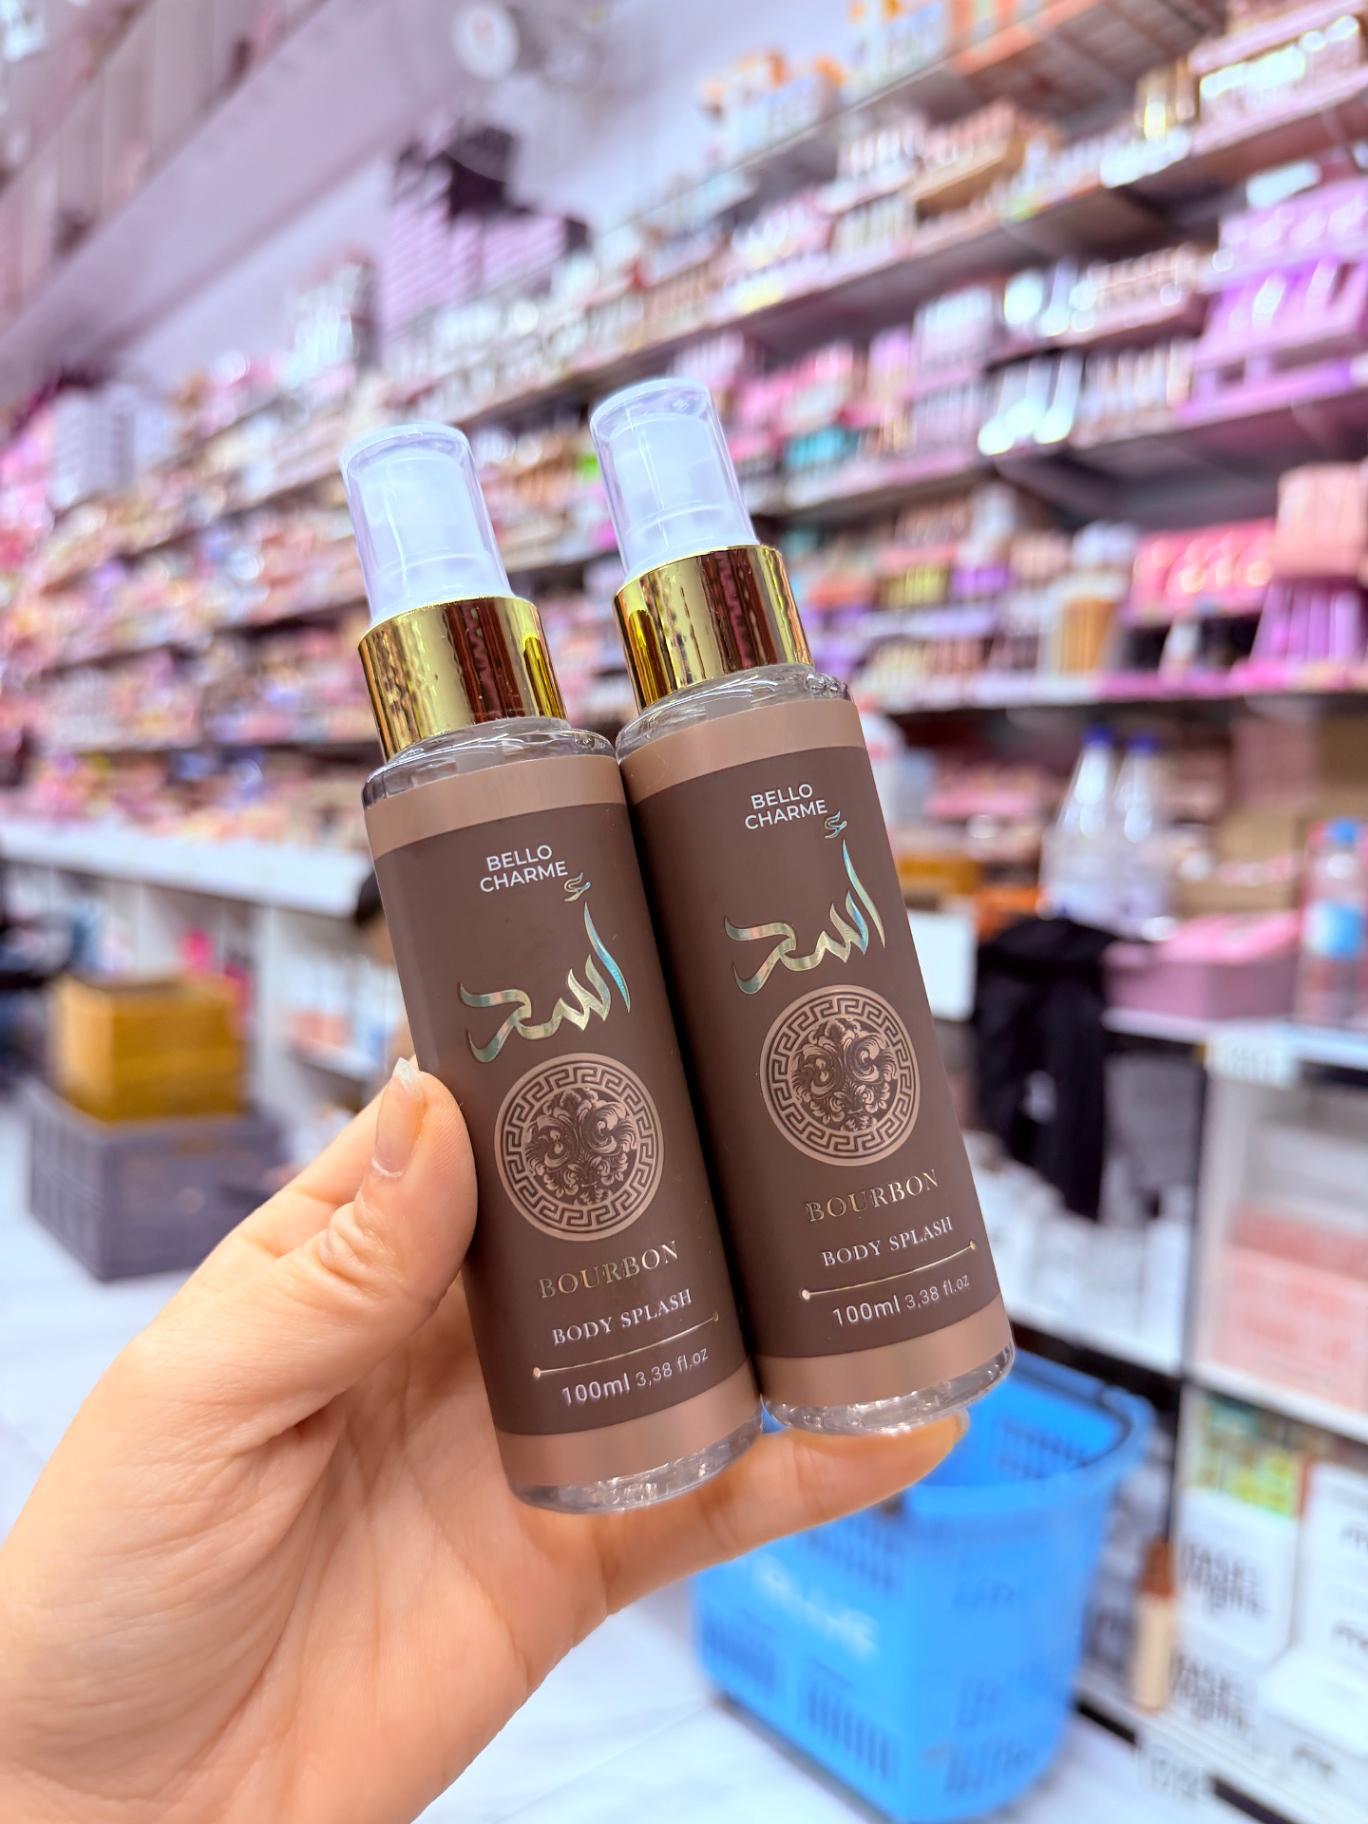 BELLO
CHARME
أسد
BOURBON
BODY SPLASH
100ml 3,38 fl.oz
BELLO
CHARME
أسد
BOURBON
BODY SPLASH
100ml 3,38 fl.oz